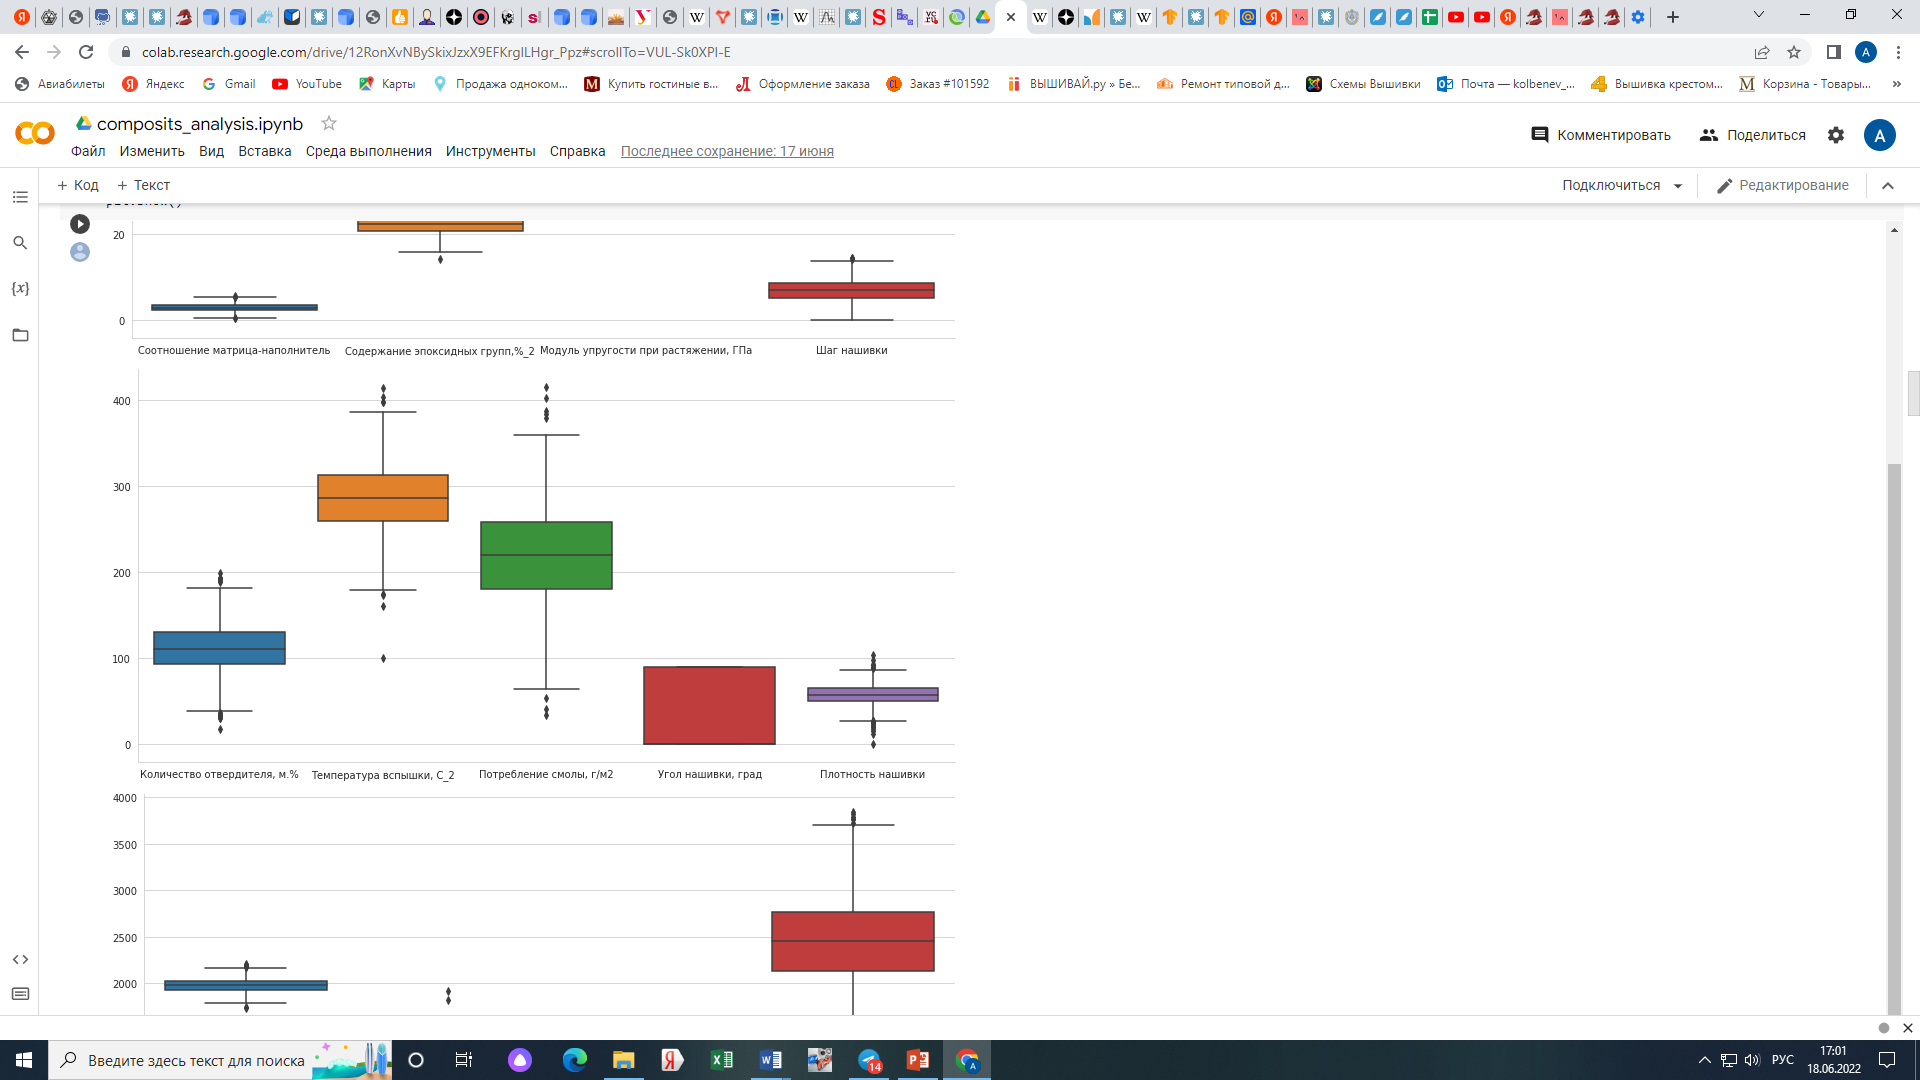 colab.research.google.com/drive/12RonXvNBySkixJzxX9EFKrgILHgr_Ppz#scrollTo=VUL-Sk0XPI-E
Авиабилеты Яндекс Gmail YouTube Карты Продажа одноком... Купить гостиные в... Оформление заказа Заказ #101592 ВЫШИВАЙ.ру » Бе... Ремонт типовой д... Схемы Вышивки Почта — kolbenev_... Вышивка крестом... Корзина - Товары... »
composits_analysis.ipynb
Комментировать Поделиться A
Файл Изменить Вид Вставка Среда выполнения Инструменты Справка Последнее сохранение: 17 июня
+ Код + Текст Подключиться Редактирование
20
0
Соотношение матрица-наполнитель Содержание эпоксидных групп,%_2 Модуль упругости при растяжении, ГПа Шаг нашивки
400
300
200
100
0
Количество отвердителя, м.% Температура вспышки, С_2 Потребление смолы, г/м2 Угол нашивки, град Плотность нашивки
4000
3500
3000
2500
2000
Введите здесь текст для поиска
14
РУС
17:01
18.06.2022